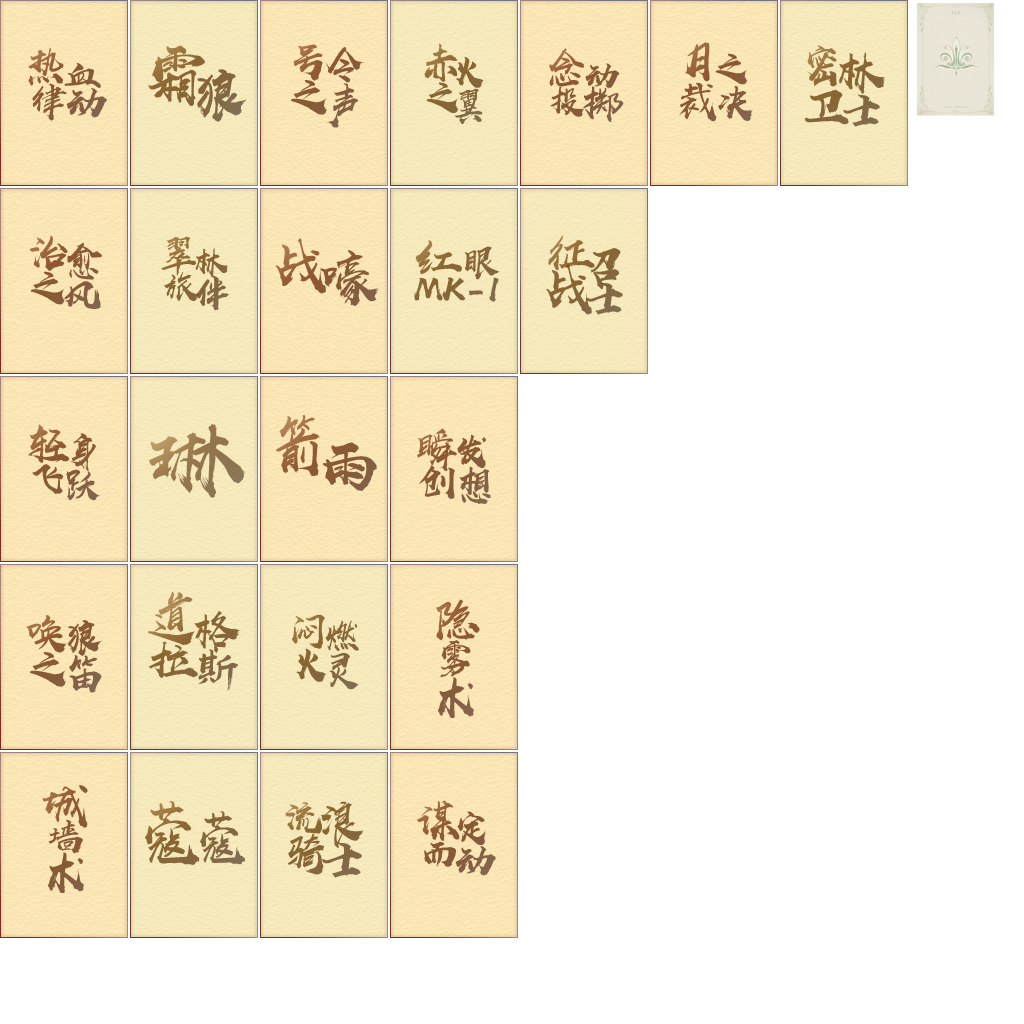 热血律动
霜狼
号令之声
赤火之翼
念动投掷
月之裁决
密林卫士
治愈之风
翠林旅伴
战嚎
红眼MK-1
征召战士
轻身飞跃
琳
箭雨
瞬发创想
唤狼之笛
道格拉斯
闷燃火灵
隐雾术
城墙术
蔻蔻
流浪骑士
谋定而动